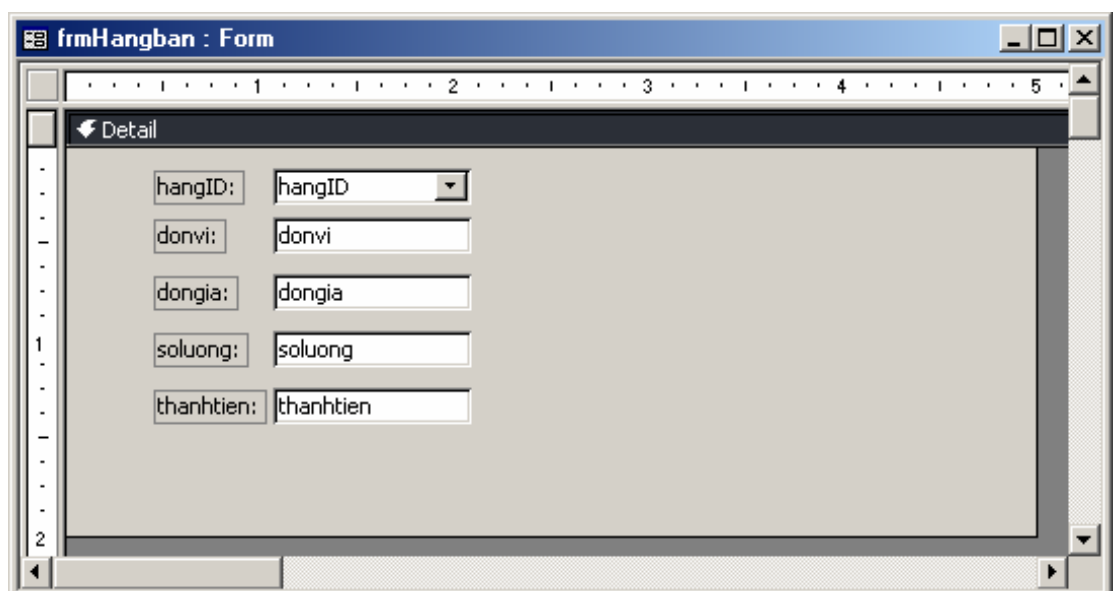 frmHangban : Form
1 2 3 4 5
Detail
hangID: hangID
donvi: donvi
dongia: dongia
1
soluong: soluong
thanhtien: thanhtien
2